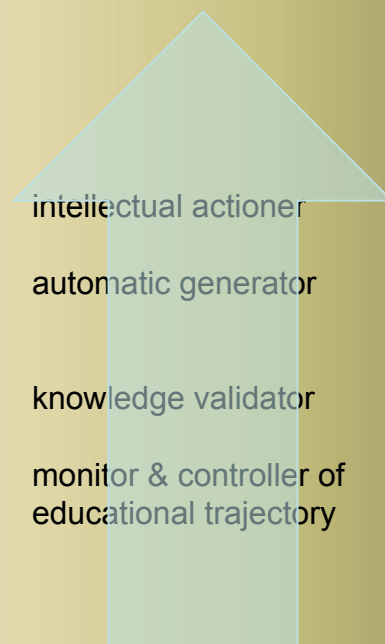 intellectual actioner
automatic generator
knowledge validator
monitor & controller of
educational trajectory